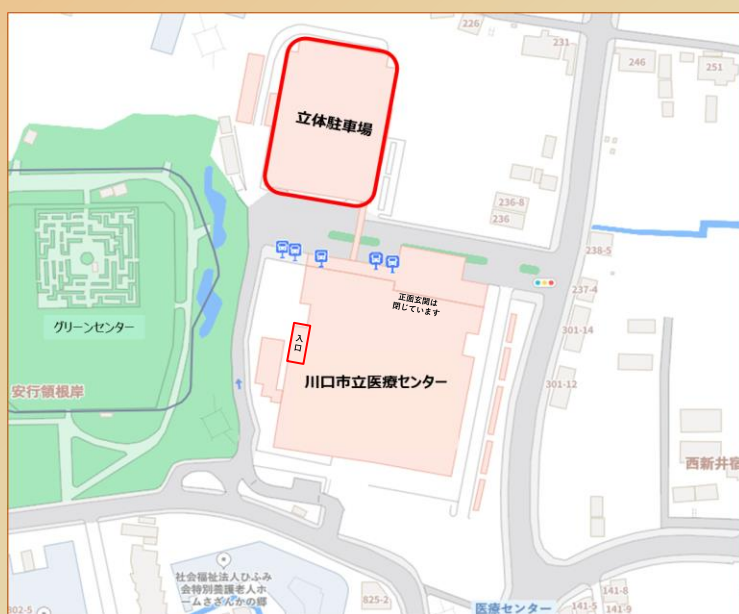 226
231
246
251
立体駐車場
236-8
236
238-5
237-4
正面玄関は
閉じています
グリーンセンター
入口
301-14
川口市立医療センター
301-12
安行領根岸
西新井宿
社会福祉法人ひふみ
会特別養護老人ホ
ームさざんかの郷
802-5
825-2
医療センター
141-8
141-5
141-9